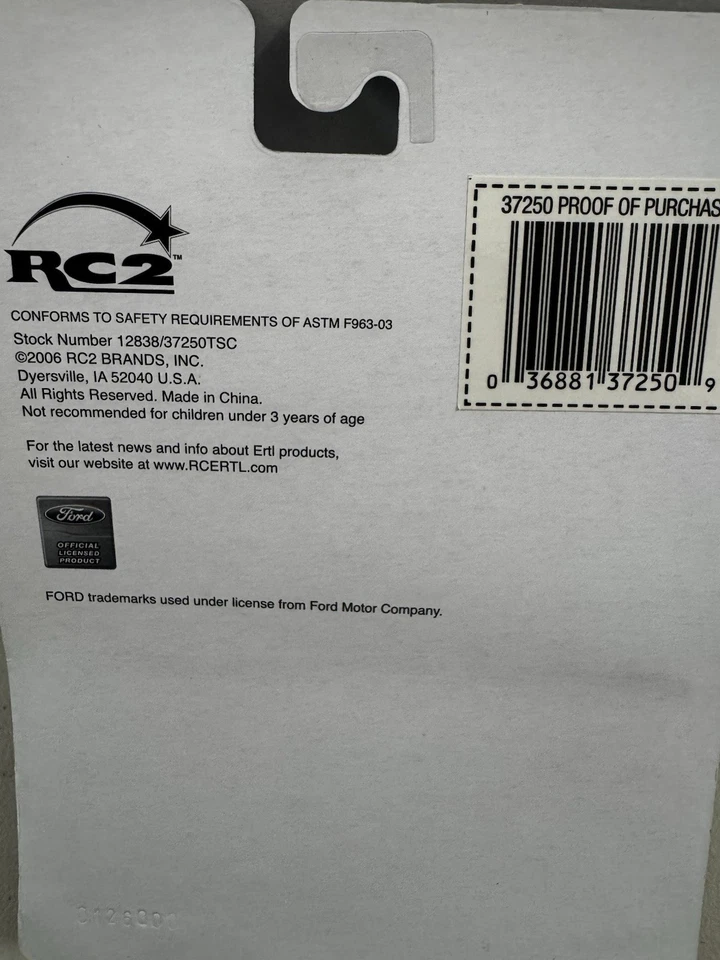 RC2™
37250 PROOF OF PURCHAS
0 36881 37250 9
CONFORMS TO SAFETY REQUIREMENTS OF ASTM F963-03
Stock Number 12838/37250TSC
©2006 RC2 BRANDS, INC.
Dyersville, IA 52040 U.S.A.
All Rights Reserved. Made in China.
Not recommended for children under 3 years of age
For the latest news and info about Ertl products,
visit our website at www.RCERTL.com
Ford
OFFICIAL
LICENSED
PRODUCT
FORD trademarks used under license from Ford Motor Company.